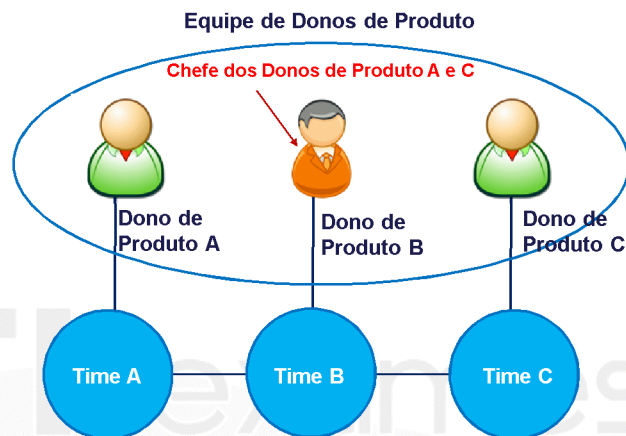 Equipe de Donos de Produto
Chefe dos Donos de Produto A e C
Dono de
Produto A
Dono de
Produto B
Dono de
Produto C
Time A
Time B
Time C